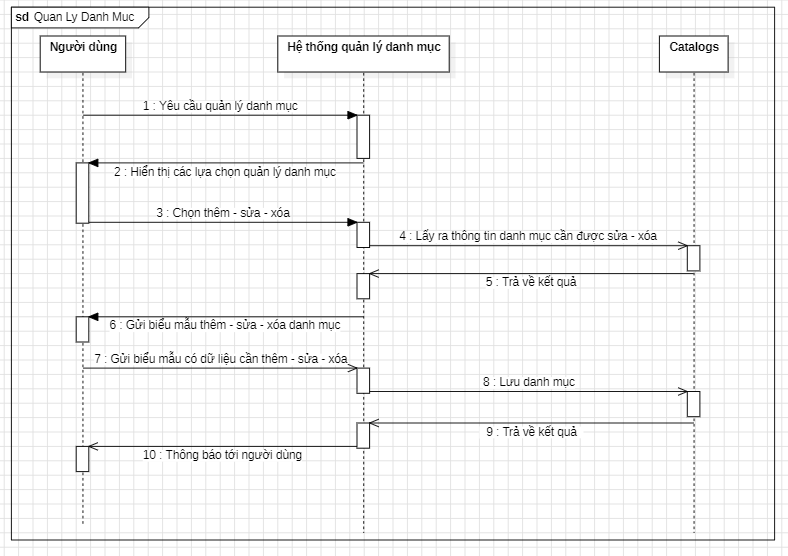 sd Quan Ly Danh Muc
Người dùng
Hệ thống quản lý danh mục
Catalogs
1 : Yêu cầu quản lý danh mục
2 : Hiển thị các lựa chọn quản lý danh mục
3 : Chọn thêm - sửa - xóa
4 : Lấy ra thông tin danh mục cần được sửa - xóa
5 : Trả về kết quả
6 : Gửi biểu mẫu thêm - sửa - xóa danh mục
7 : Gửi biểu mẫu có dữ liệu cần thêm - sửa - xóa
8 : Lưu danh mục
9 : Trả về kết quả
10 : Thông báo tới người dùng